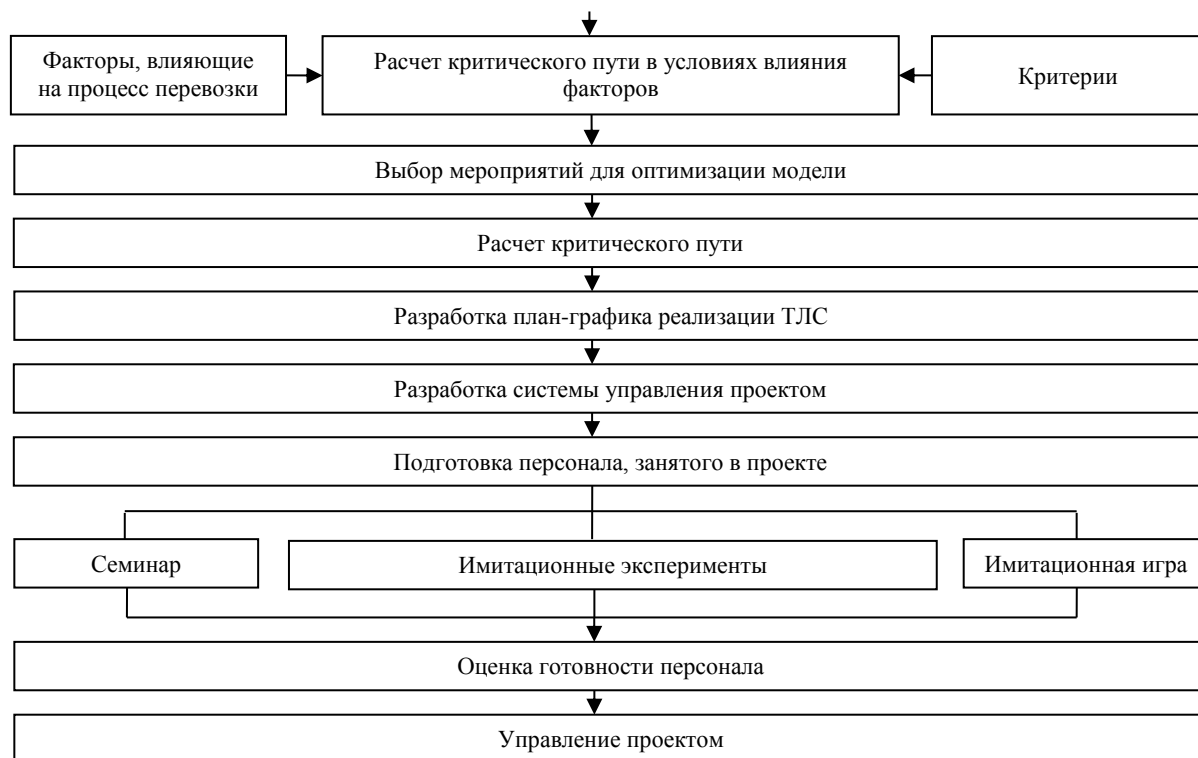 Факторы, влияющие
на процесс перевозки
Расчет критического пути в условиях влияния
факторов
Критерии
Выбор мероприятий для оптимизации модели
Расчет критического пути
Разработка план-графика реализации ТЛС
Разработка системы управления проектом
Подготовка персонала, занятого в проекте
Семинар
Имитационные эксперименты
Имитационная игра
Оценка готовности персонала
Управление проектом